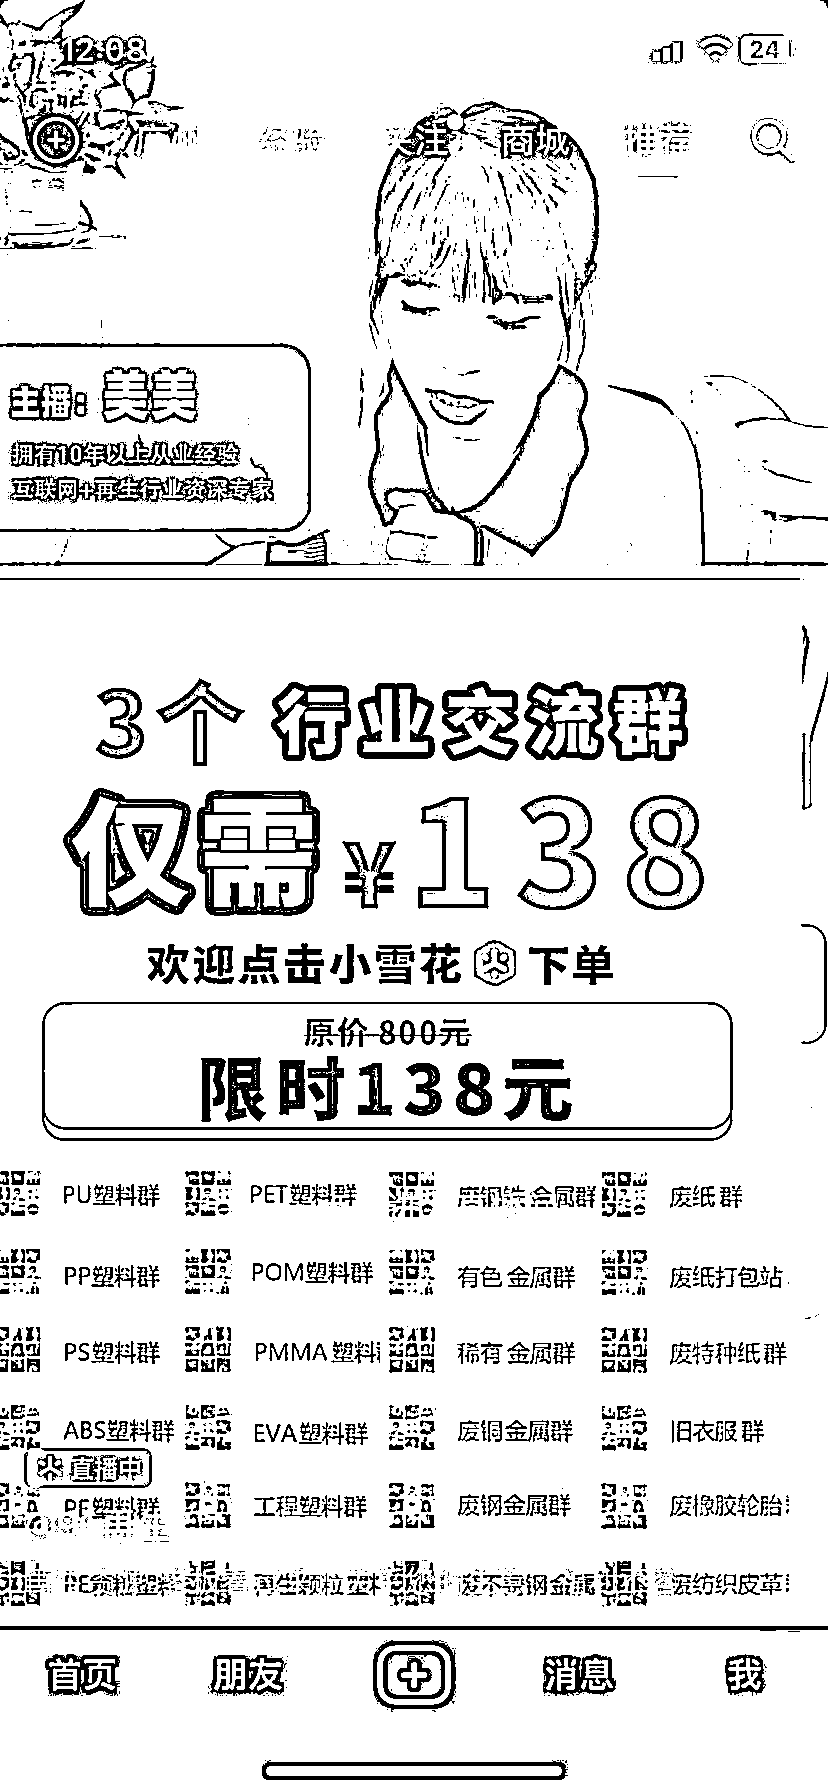 12:08
24
关注 商城 推荐
主播：美美
拥有10年以上从业经验
互联网+再生行业资深专家
3个 行业交流群
仅需¥138
欢迎点击小雪花 下单
原价 800元
限时138元
PU塑料群 PET塑料群 废钢铁金属群 废纸群
PP塑料群 POM塑料群 有色金属群 废纸打包站
PS塑料群 PMMA塑料 稀有金属群 废特种纸群
ABS塑料群 EVA塑料群 废铜金属群 旧衣服群
直播中
PE塑料群 工程塑料群 废钢金属群 废橡胶轮胎
PE颗粒塑料 再生颗粒塑料 废不锈钢金属 废纺织皮革
首页 朋友 消息 我